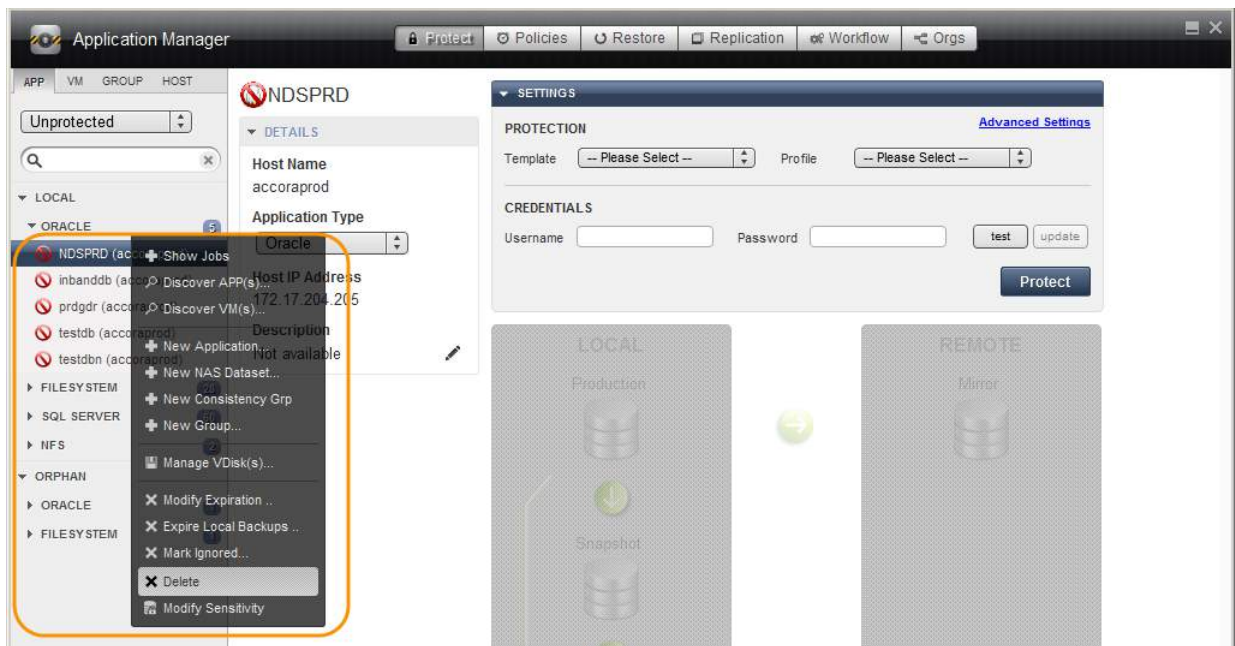 Application Manager
Protect Policies Restore Replication Workflow Orgs
APP VM GROUP HOST
Unprotected
LOCAL
ORACLE 5
NDSPRD (acc
inbanddb (a
prdgdr (acco
testdb (accoraprod)
testdbn (accoraprod)
FILESYSTEM
SQL SERVER
NFS 2
ORPHAN
ORACLE
FILESYSTEM
Show Jobs
Discover APP(s)...
Discover VM(s)...
New Application...
New NAS Dataset...
New Consistency Grp
New Group...
Manage VDisk(s)...
Modify Expiration ..
Expire Local Backups ..
Mark Ignored...
Delete
Modify Sensitivity
NDSPRD
DETAILS
Host Name
accoraprod
Application Type
Oracle
Host IP Address
172.17.204.205
Description
Not available
SETTINGS
PROTECTION Advanced Settings
Template -- Please Select -- Profile -- Please Select --
CREDENTIALS
Username Password test update
Protect
LOCAL REMOTE
Production Mirror
Snapshot